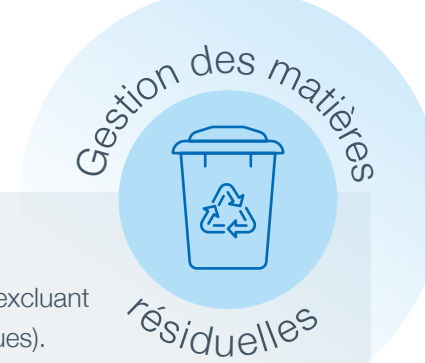 Gestion des matières
résiduelles
excluant
ues).